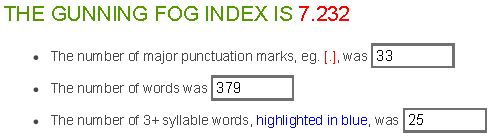 THE GUNNING FOG INDEX IS 7.232
• The number of major punctuation marks, eg. [.], was 33
• The number of words was 379
• The number of 3+ syllable words, highlighted in blue, was 25